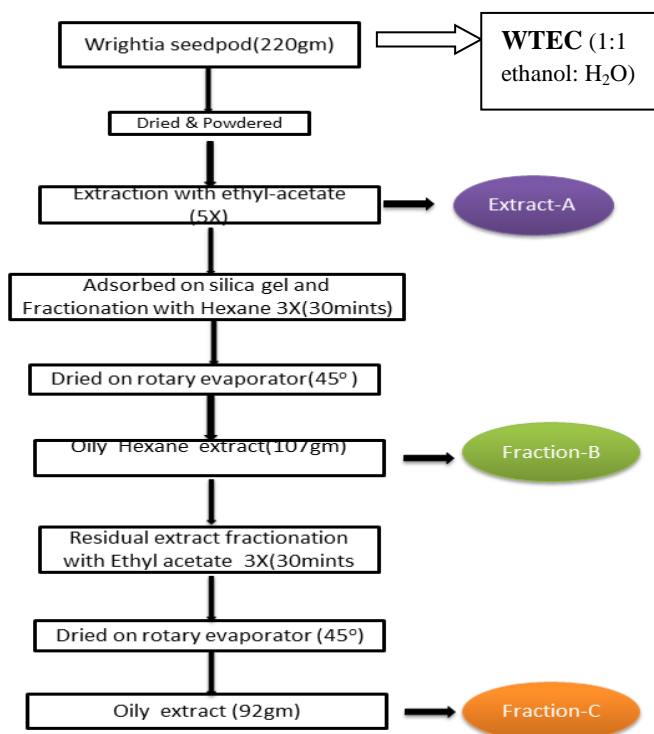 Wrightia seedpod(220gm)
WTEC (1:1
ethanol: H₂O)
Dried & Powdered
Extraction with ethyl-acetate
(5X)
Extract-A
Adsorbed on silica gel and
Fractionation with Hexane 3X(30mints)
Dried on rotary evaporator(45° )
Oily Hexane extract(107gm)
Fraction-B
Residual extract fractionation
with Ethyl acetate 3X(30mints
Dried on rotary evaporator (45°)
Oily extract (92gm)
Fraction-C